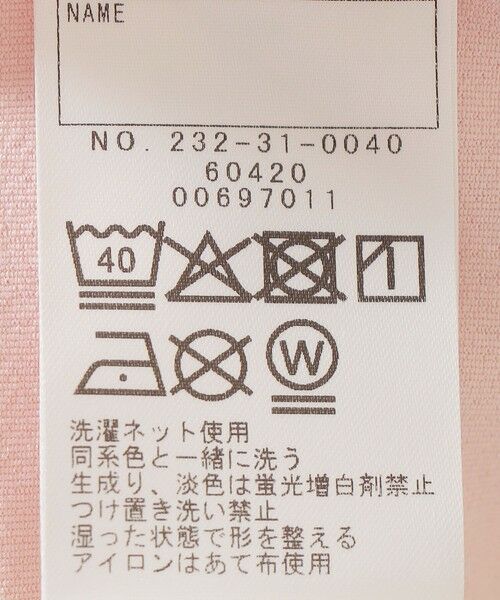 NAME
NO. 232-31-0040
60420
00697011
40
W
洗濯ネット使用
同系色と一緒に洗う
生成り、淡色は蛍光増白剤禁止
つけ置き洗い禁止
湿った状態で形を整える
アイロンはあて布使用